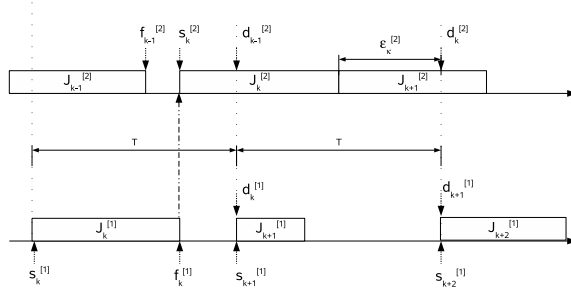 f_{k-1}^{[2]} s_k^{[2]} d_{k-1}^{[2]} ε_κ^{[2]} d_k^{[2]}
J_{k-1}^{[2]} J_k^{[2]} J_{k+1}^{[2]}
T T
d_k^{[1]} d_{k+1}^{[1]}
J_k^{[1]} J_{k+1}^{[1]} J_{k+2}^{[1]}
s_k^{[1]} f_k^{[1]} s_{k+1}^{[1]} s_{k+2}^{[1]}